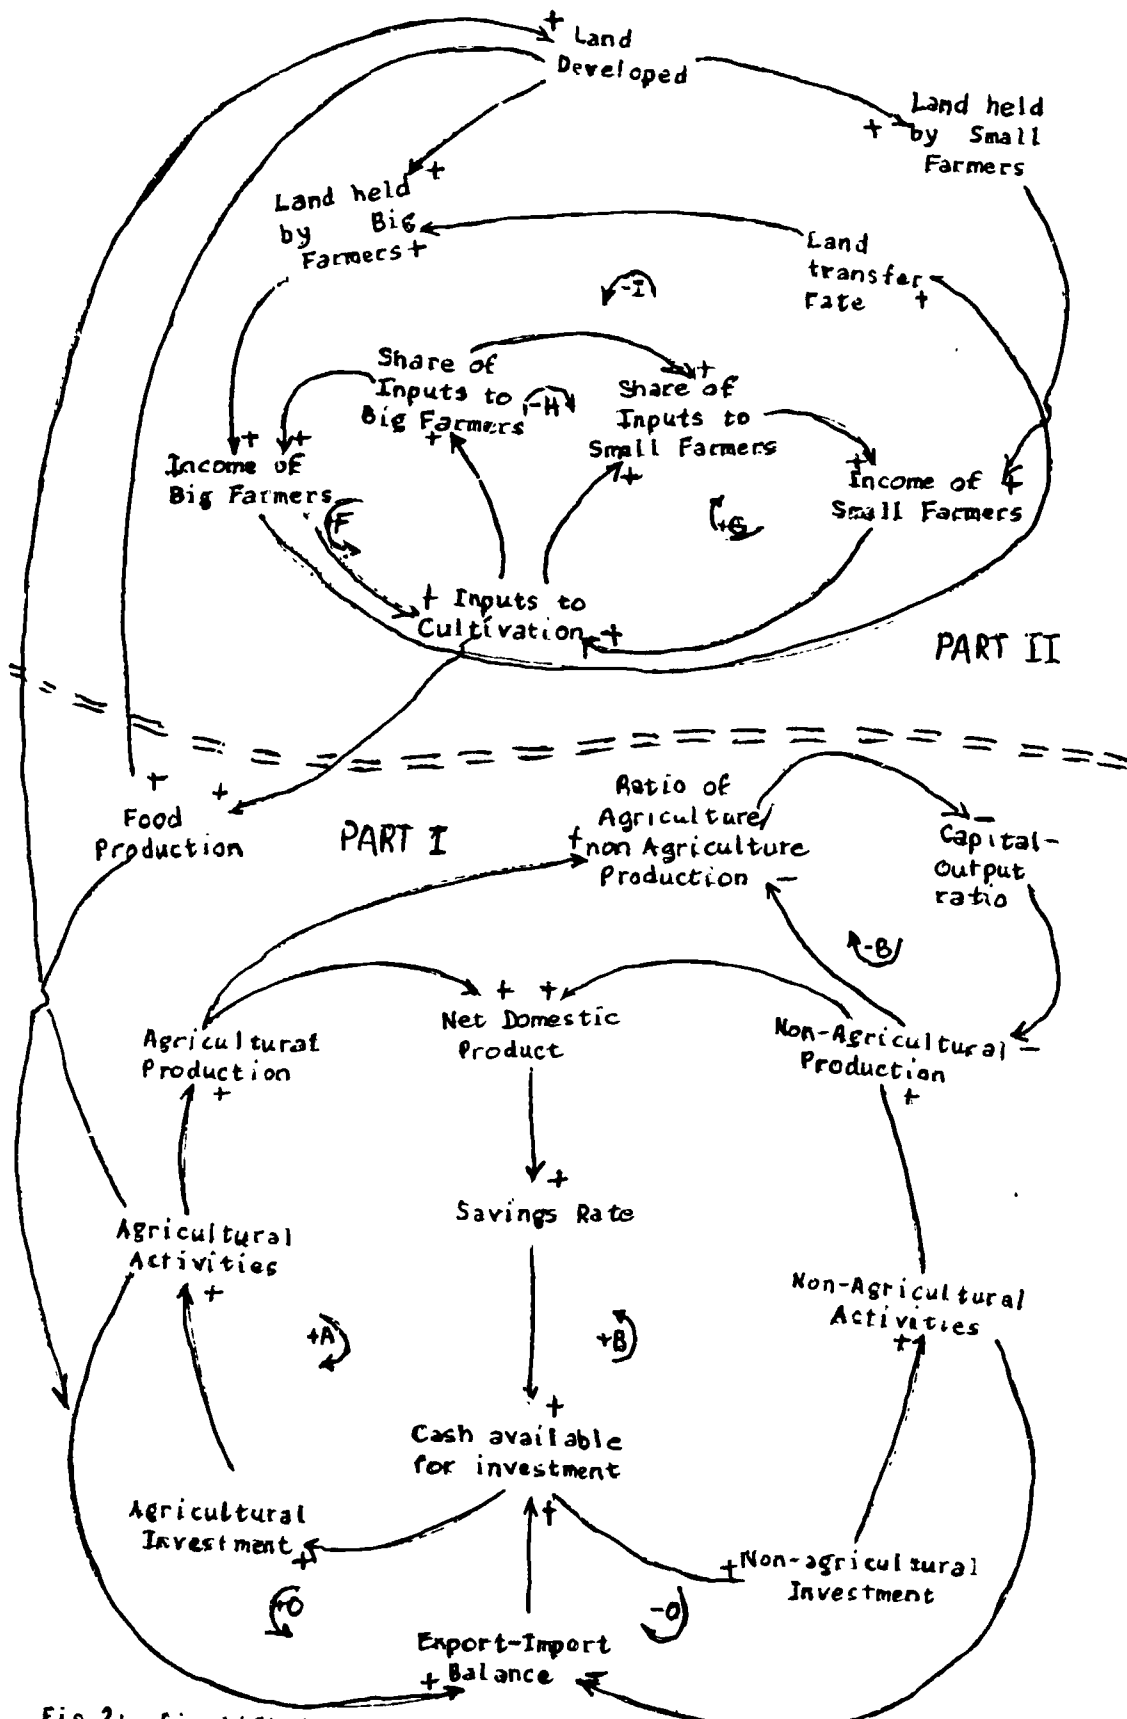 + Land
Developed
Land held
+ by Small
Farmers
+
Land held
by Big
Farmers +
Land
transfer -
Fate +
-I
Share of
Inputs to
Big Farmers
+
-H
+
Share of
Inputs to
Small Farmers
+
+ +
Income of
Big Farmers
+F
+G
+
Income of +
Small Farmers
+ Inputs to
Cultivation +
PART II
+ +
Food
Production
PART I
Ratio of
Agriculture/
+ non Agriculture
Production -
-
Capital-
Output
ratio
-B
Agricultural
Production
+
+ +
Net Domestic
Product
Non-Agricultural -
Production
+
+
Savings Rate
Agricultural
Activities
+
Non-Agricultural
Activities
+
+A
+B
+
Cash available
for investment
+
Agricultural
Investment
+
+ Non-agricultural
Investment
+O
-O
Export-Import
+ Balance -
Fig 2: